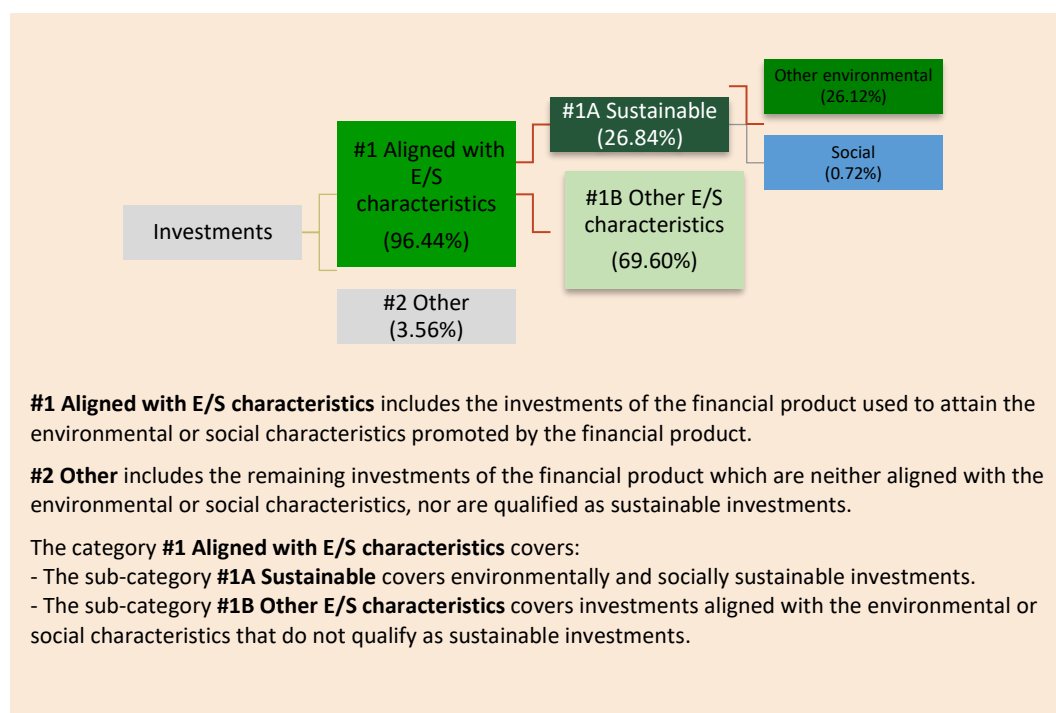 Investments
#1 Aligned with
E/S
characteristics
(96.44%)
#2 Other
(3.56%)
#1A Sustainable
(26.84%)
#1B Other E/S
characteristics
(69.60%)
Other environmental
(26.12%)
Social
(0.72%)
#1 Aligned with E/S characteristics includes the investments of the financial product used to attain the
environmental or social characteristics promoted by the financial product.
#2 Other includes the remaining investments of the financial product which are neither aligned with the
environmental or social characteristics, nor are qualified as sustainable investments.
The category #1 Aligned with E/S characteristics covers:
- The sub-category #1A Sustainable covers environmentally and socially sustainable investments.
- The sub-category #1B Other E/S characteristics covers investments aligned with the environmental or
social characteristics that do not qualify as sustainable investments.